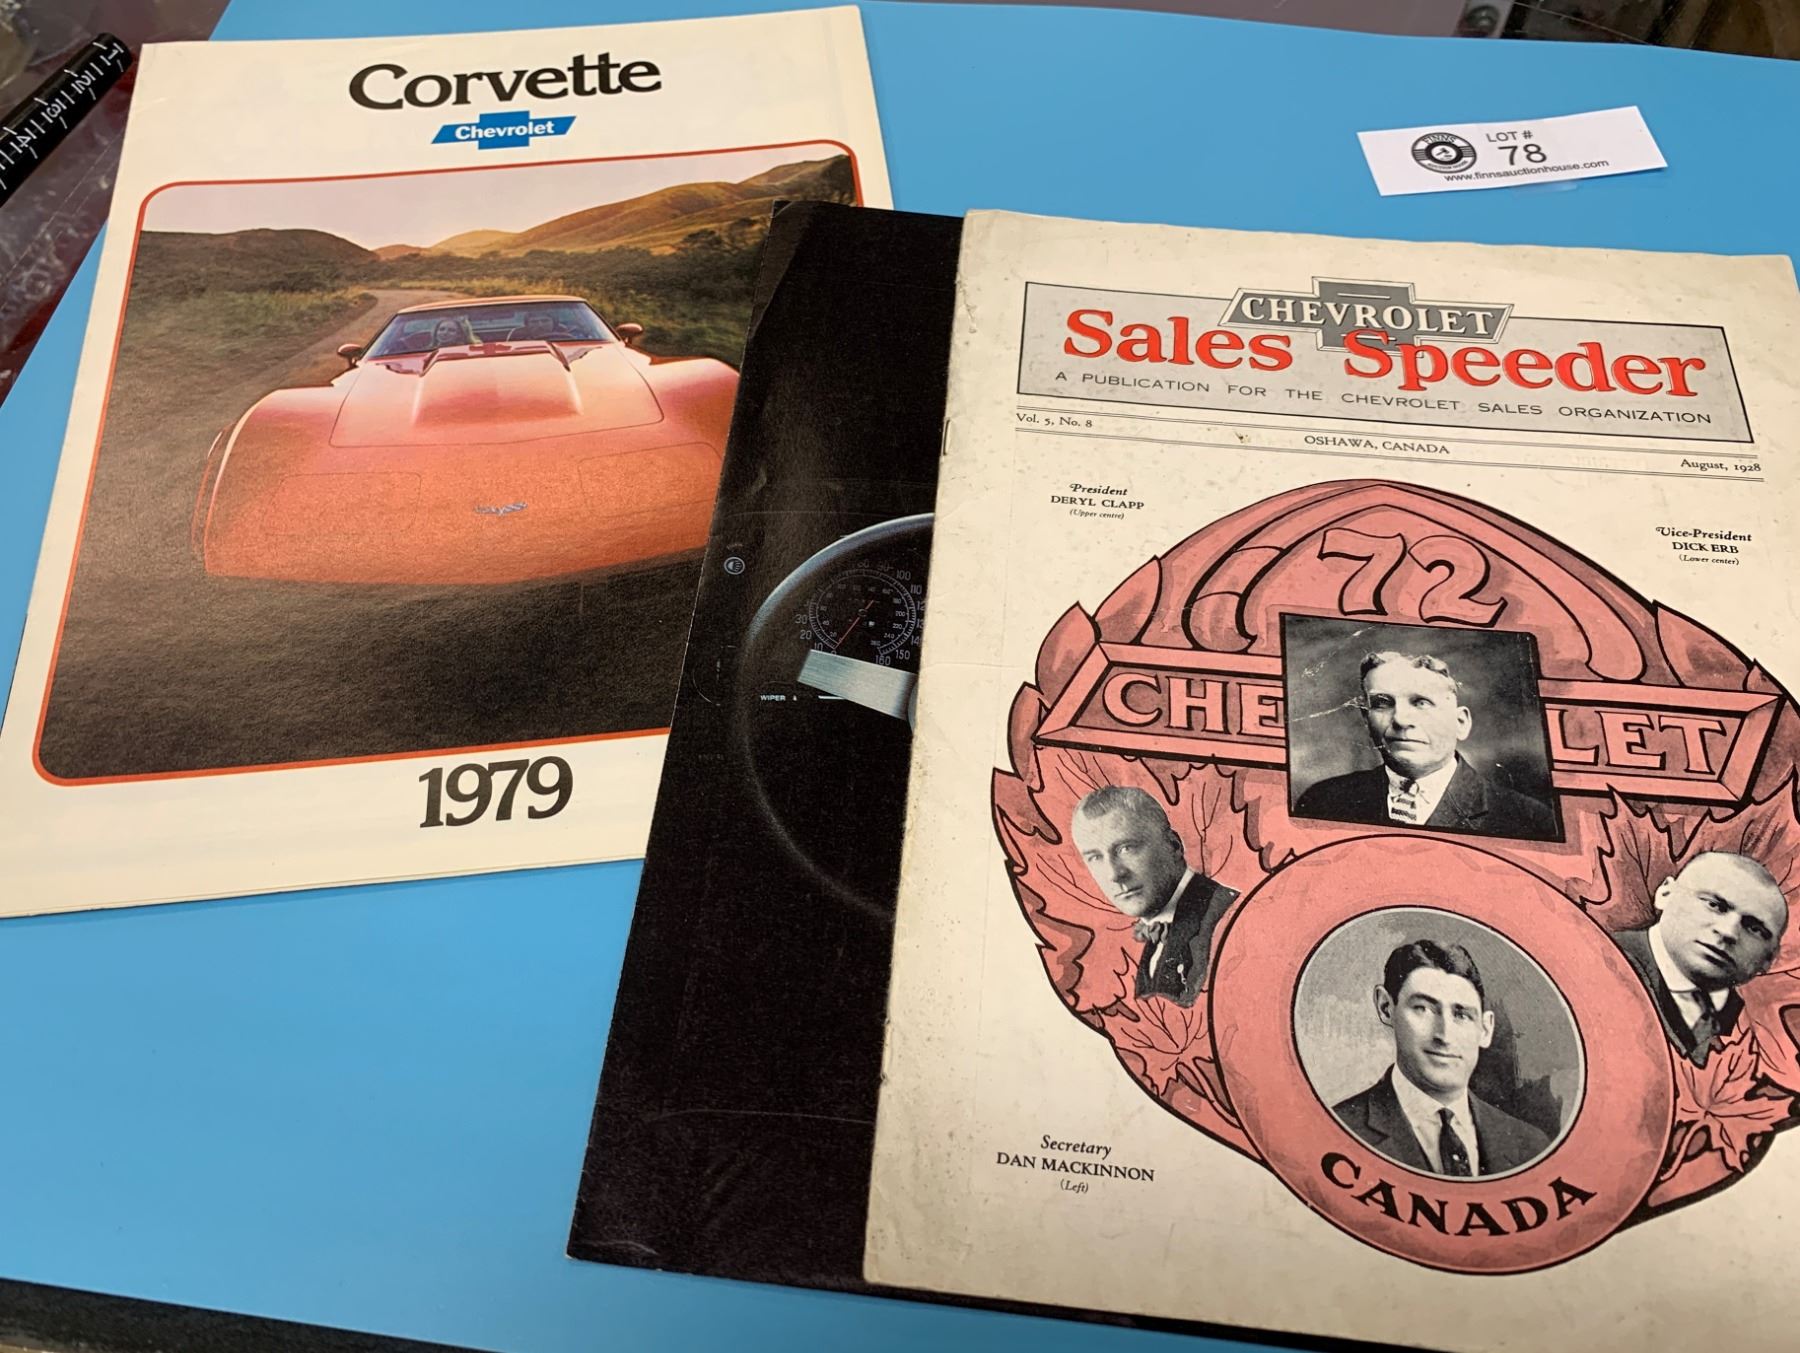 Corvette
Chevrolet
1979
FINNS
LOT #
78
www.finnsauctionhouse.com
CHEVROLET
Sales Speeder
A PUBLICATION FOR THE CHEVROLET SALES ORGANIZATION
Vol. 5, No. 8
OSHAWA, CANADA
August, 1928
President
DERYL CLAPP
(Upper centre)
Vice-President
DICK ERB
(Lower center)
72
CHE
LET
Secretary
DAN MACKINNON
(Left)
CANADA
WIPER